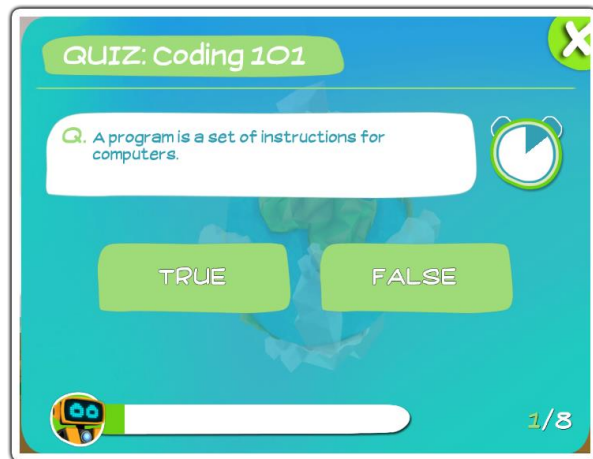 QUIZ: Coding 101
Q. A program is a set of instructions for
computers.
TRUE
FALSE
1/8